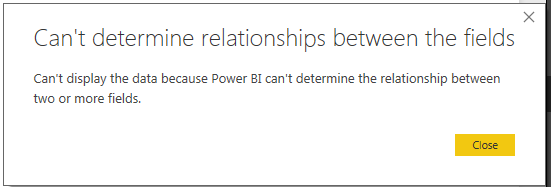 Can't determine relationships between the fields
Can't display the data because Power BI can't determine the relationship between
two or more fields.
Close